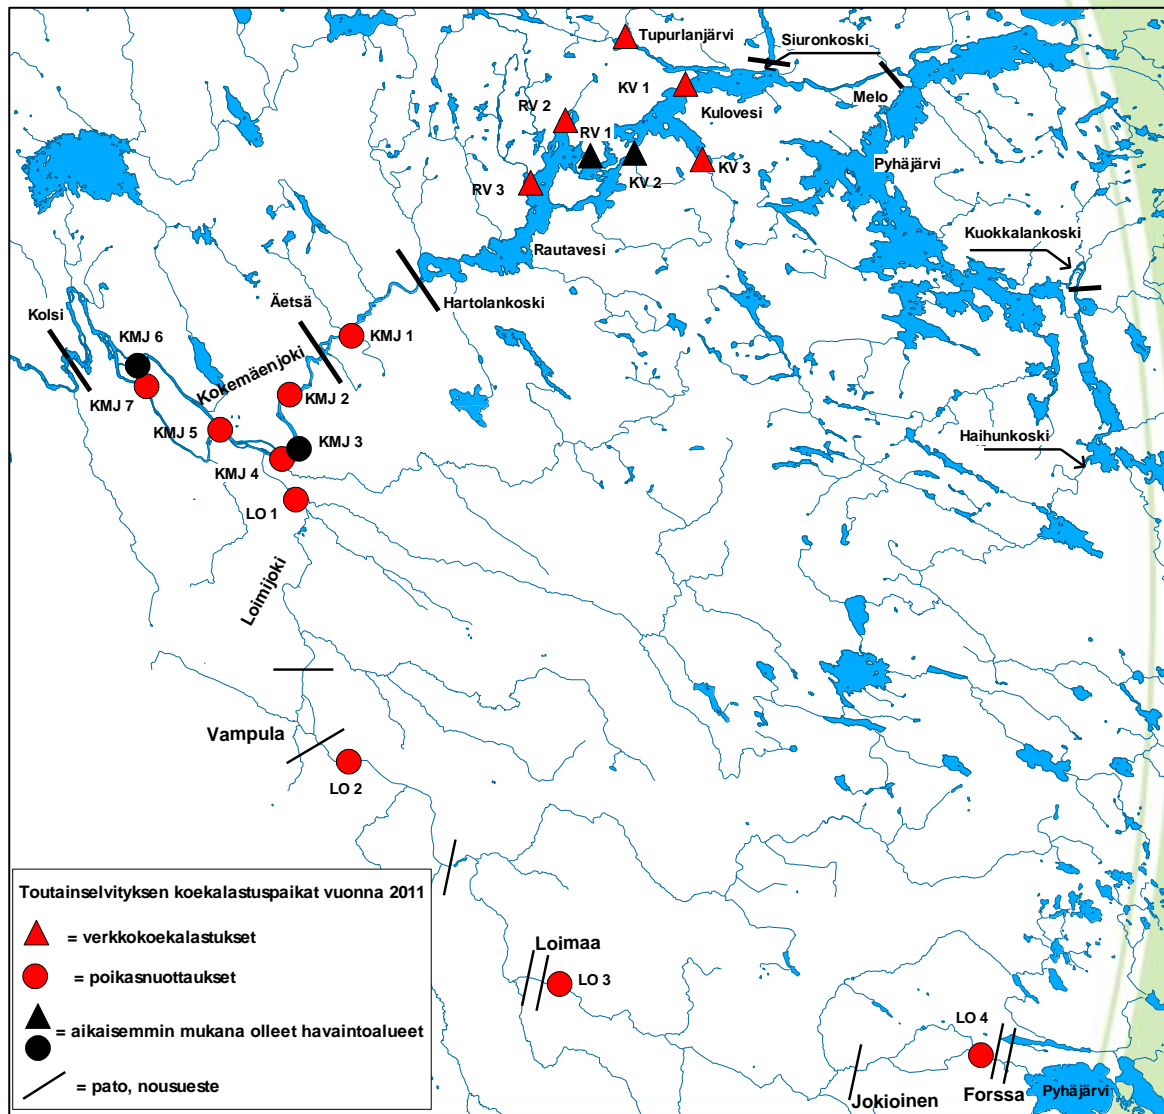 Tupurlanjärvi
Siuronkoski
KV 1
Melo
Kulovesi
RV 2
RV 1
Pyhäjärvi
KV 3
KV 2
RV 3
Kuokkalankoski
Rautavesi
Hartolankoski
Äetsä
Kolsi
KMJ 6
KMJ 1
Kokemäenjoki
KMJ 7
KMJ 2
KMJ 5
KMJ 3
Haihunkoski
KMJ 4
LO 1
Loimijoki
Vampula
LO 2
Toutainselvityksen koekalastuspaikat vuonna 2011
= verkkokoekalastukset
= poikasnuottaukset
= aikaisemmin mukana olleet havaintoalueet
= pato, nousueste
Loimaa
LO 3
LO 4
Jokioinen
Forssa
Pyhäjärvi